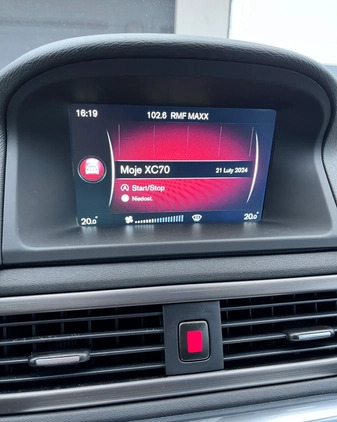 16:19
102.6 RMF MAXX
Moje XC70
21 Luty 2024
Start/Stop
Niedost.
20.0°
20.0°